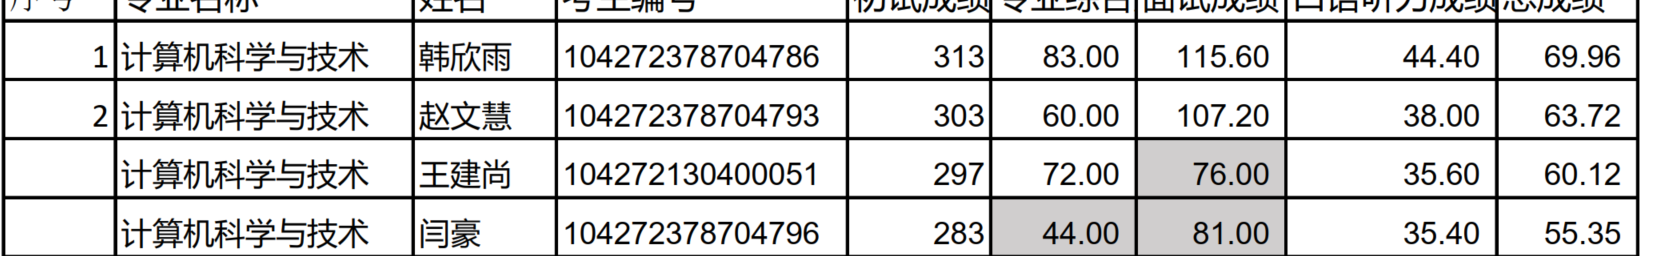 序号 专业名称 姓名 考生编号 初试成绩 专业综合 面试成绩 口语听力成绩 总成绩
1 计算机科学与技术 韩欣雨 104272378704786 313 83.00 115.60 44.40 69.96
2 计算机科学与技术 赵文慧 104272378704793 303 60.00 107.20 38.00 63.72
计算机科学与技术 王建尚 104272130400051 297 72.00 76.00 35.60 60.12
计算机科学与技术 闫豪 104272378704796 283 44.00 81.00 35.40 55.35